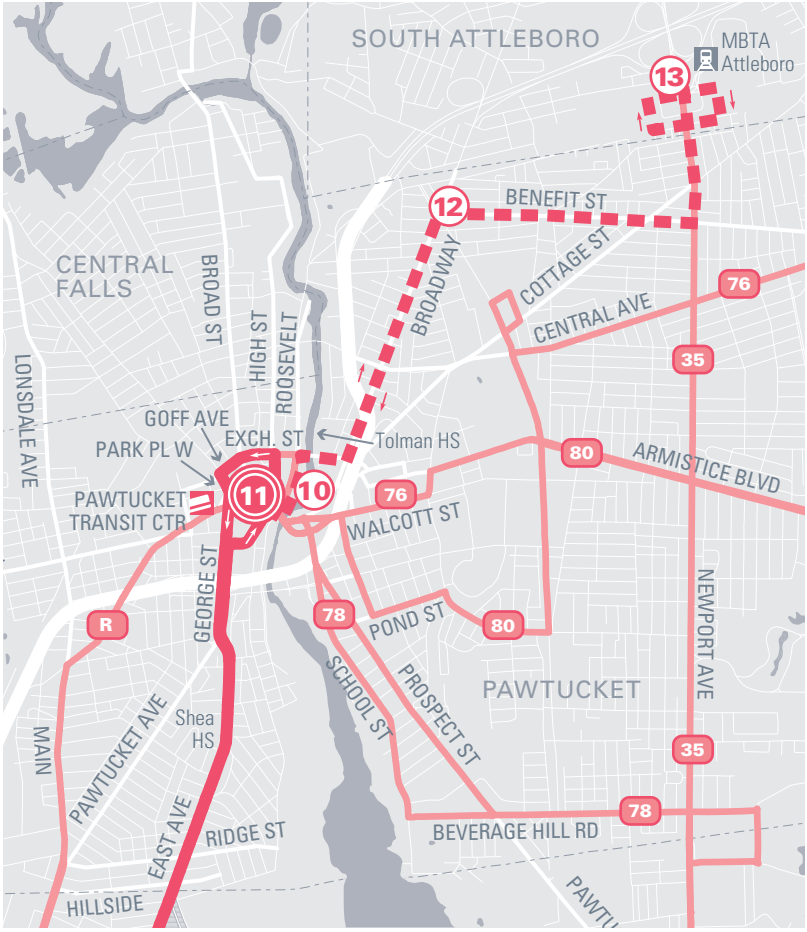 SOUTH ATTLEBORO
MBTA
Attleboro
13
BENEFIT ST
12
CENTRAL
FALLS
BROAD ST
BROADWAY
COTTAGE ST
76
CENTRAL AVE
HIGH ST
ROOSEVELT
LONSDALE AVE
35
GOFF AVE
EXCH. ST
Tolman HS
PARK PL W
80
ARMISTICE BLVD
PAWTUCKET
TRANSIT CTR
11
10
76
WALCOTT ST
GEORGE ST
NEWPORT AVE
R
78
POND ST
80
PAWTUCKET
SCHOOL ST
PROSPECT ST
Shea
HS
MAIN
PAWTUCKET AVE
35
78
BEVERAGE HILL RD
EAST AVE
RIDGE ST
HILLSIDE
PAWTU